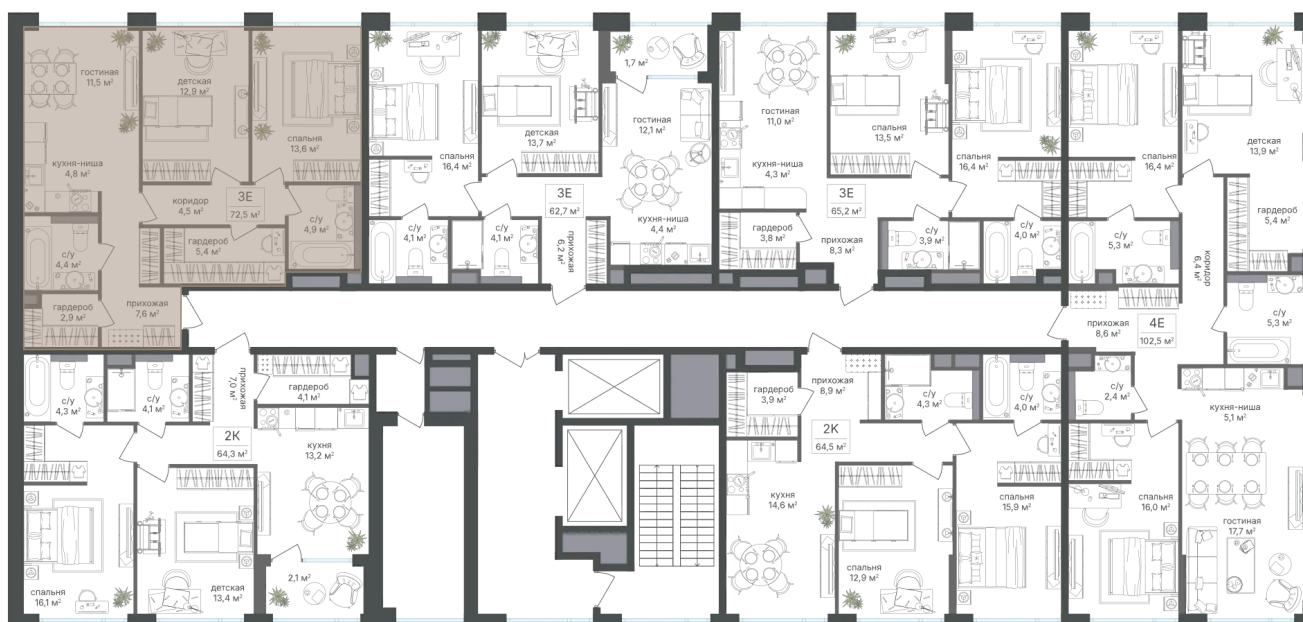 гостиная
11,5 м²
детская
12,9 м²
спальня
13,6 м²
кухня-ниша
4,8 м²
коридор
4,5 м²
3Е
72,5 м²
с/у
4,9 м²
гардероб
5,4 м²
с/у
4,4 м²
гардероб
2,9 м²
прихожая
7,6 м²
спальня
16,4 м²
детская
13,7 м²
1,7 м²
гостиная
12,1 м²
3Е
62,7 м²
кухня-ниша
4,4 м²
с/у
4,1 м²
с/у
4,1 м²
прихожая
6,2 м²
гостиная
11,0 м²
кухня-ниша
4,3 м²
спальня
13,5 м²
спальня
16,4 м²
3Е
65,2 м²
гардероб
3,8 м²
прихожая
8,3 м²
с/у
3,9 м²
с/у
4,0 м²
спальня
16,4 м²
детская
13,9 м²
гардероб
5,4 м²
с/у
5,3 м²
коридор
6,4 м²
прихожая
8,6 м²
4Е
102,5 м²
с/у
5,3 м²
с/у
2,4 м²
кухня-ниша
5,1 м²
спальня
16,0 м²
гостиная
17,7 м²
с/у
4,3 м²
с/у
4,1 м²
прихожая
7,0 м²
гардероб
4,1 м²
2К
64,3 м²
кухня
13,2 м²
спальня
16,1 м²
детская
13,4 м²
2,1 м²
гардероб
3,9 м²
прихожая
8,9 м²
с/у
4,3 м²
с/у
4,0 м²
2К
64,5 м²
кухня
14,6 м²
спальня
12,9 м²
спальня
15,9 м²